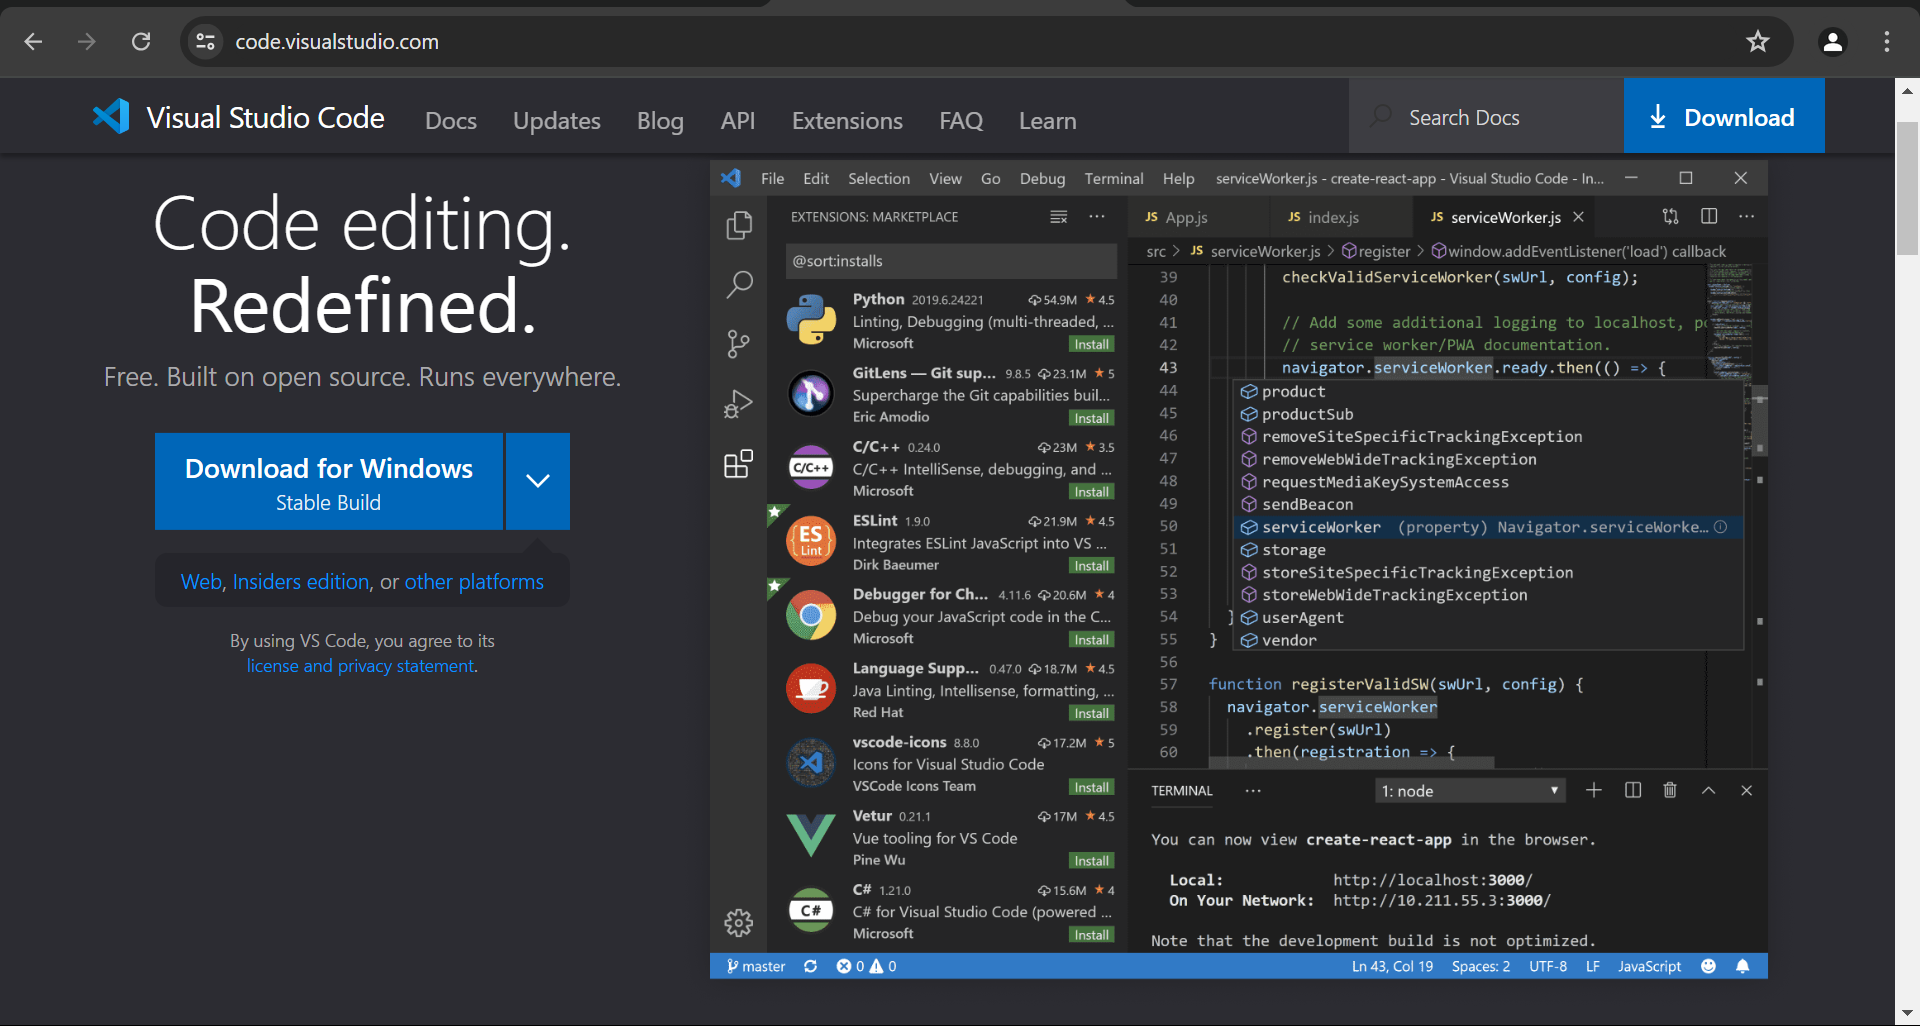 code.visualstudio.com
Visual Studio Code Docs Updates Blog API Extensions FAQ Learn Search Docs Download
Code editing.
Redefined.
Free. Built on open source. Runs everywhere.
Download for Windows
Stable Build
Web, Insiders edition, or other platforms
By using VS Code, you agree to its
license and privacy statement.
File Edit Selection View Go Debug Terminal Help serviceWorker.js - create-react-app - Visual Studio Code - In...
EXTENSIONS: MARKETPLACE
@sort:installs
Python 2019.6.24221 54.9M 4.5
Linting, Debugging (multi-threaded, ...
Microsoft Install
GitLens — Git sup... 9.8.5 23.1M 5
Supercharge the Git capabilities buil...
Eric Amodio Install
C/C++
C/C++ 0.24.0 23M 3.5
C/C++ IntelliSense, debugging, and ...
Microsoft Install
ES
Lint
ESLint 1.9.0 21.9M 4.5
Integrates ESLint JavaScript into VS ...
Dirk Baeumer Install
Debugger for Ch... 4.11.6 20.6M 4
Debug your JavaScript code in the C...
Microsoft Install
Language Supp... 0.47.0 18.7M 4.5
Java Linting, Intellisense, formatting, ...
Red Hat Install
vscode-icons 8.8.0 17.2M 5
Icons for Visual Studio Code
VSCode Icons Team Install
Vetur 0.21.1 17M 4.5
Vue tooling for VS Code
Pine Wu Install
C#
C# 1.21.0 15.6M 4
C# for Visual Studio Code (powered ...
Microsoft Install
JS App.js JS index.js JS serviceWorker.js
src > JS serviceWorker.js > register > window.addEventListener('load') callback
39 checkValidServiceWorker(swUrl, config);
40
41 // Add some additional logging to localhost, po
42 // service worker/PWA documentation.
43 navigator.serviceWorker.ready.then(() => {
44 product
45 productSub
46 removeSiteSpecificTrackingException
47 removeWebWideTrackingException
48 requestMediaKeySystemAccess
49 sendBeacon
50 serviceWorker (property) Navigator.serviceWorke...
51 storage
52 storeSiteSpecificTrackingException
53 storeWebWideTrackingException
54 } userAgent
55 } vendor
56
57 function registerValidSW(swUrl, config) {
58 navigator.serviceWorker
59 .register(swUrl)
60 .then(registration => {
TERMINAL ... 1: node
You can now view create-react-app in the browser.
Local: http://localhost:3000/
On Your Network: http://10.211.55.3:3000/
Note that the development build is not optimized.
master 0 0 Ln 43, Col 19 Spaces: 2 UTF-8 LF JavaScript